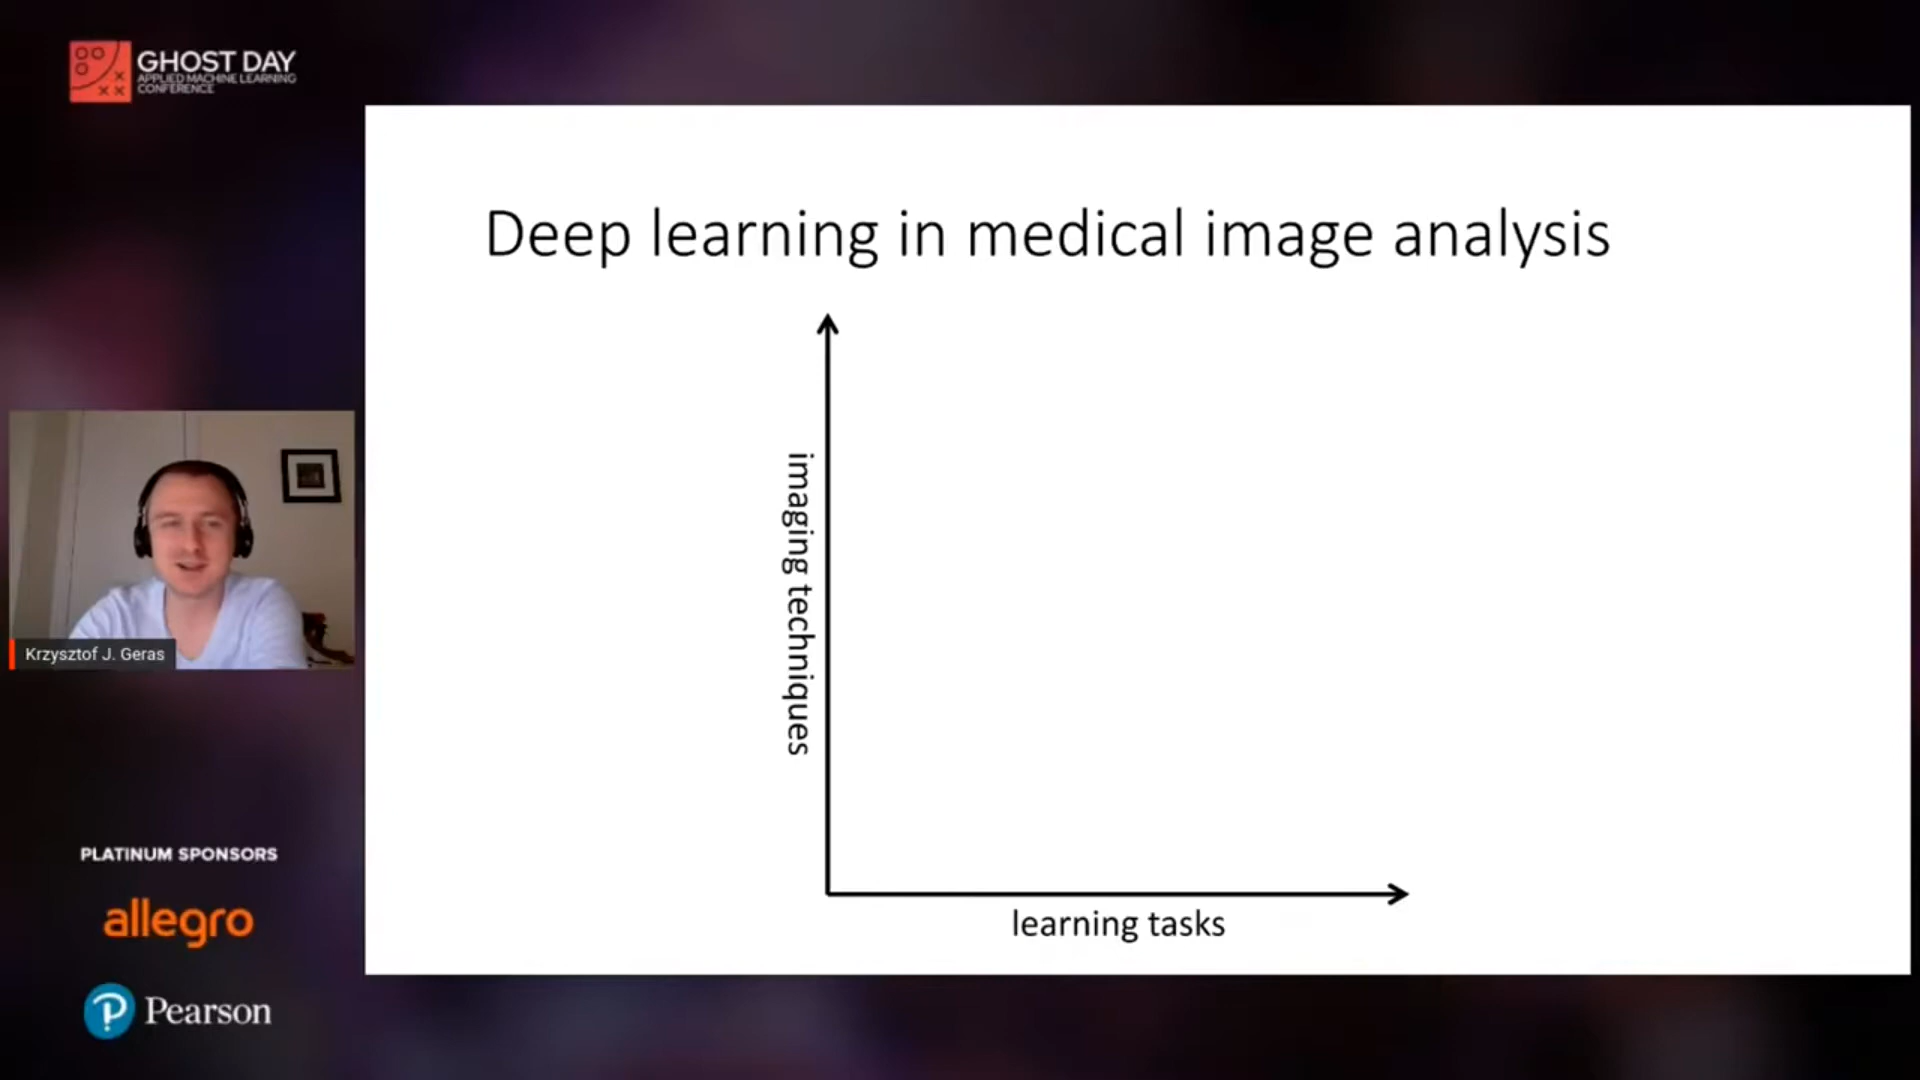 GHOST DAY
APPLIED MACHINE LEARNING
CONFERENCE
Deep learning in medical image analysis
imaging techniques
learning tasks
Krzysztof J. Geras
PLATINUM SPONSORS
allegro
Pearson